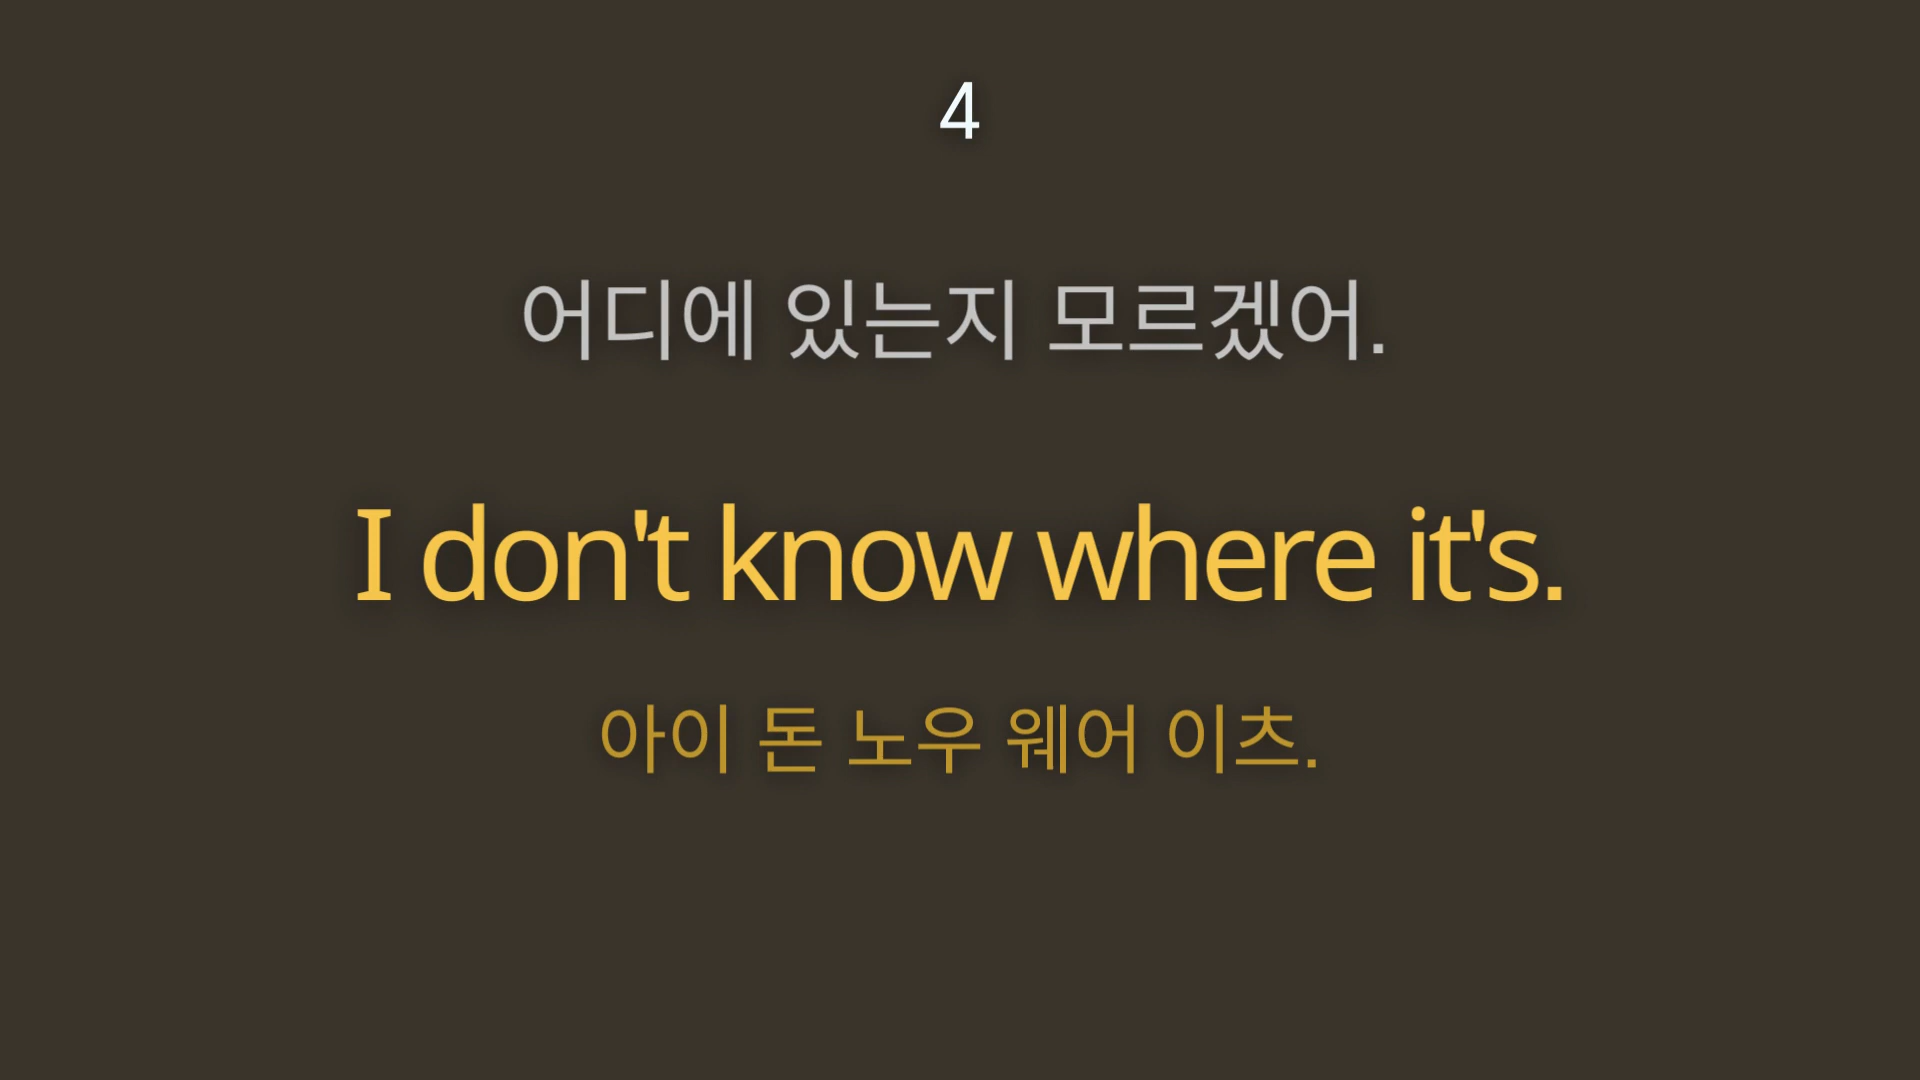 4
어디에 있는지 모르겠어.
I don't know where it's.
아이 돈 노우 웨어 이츠.